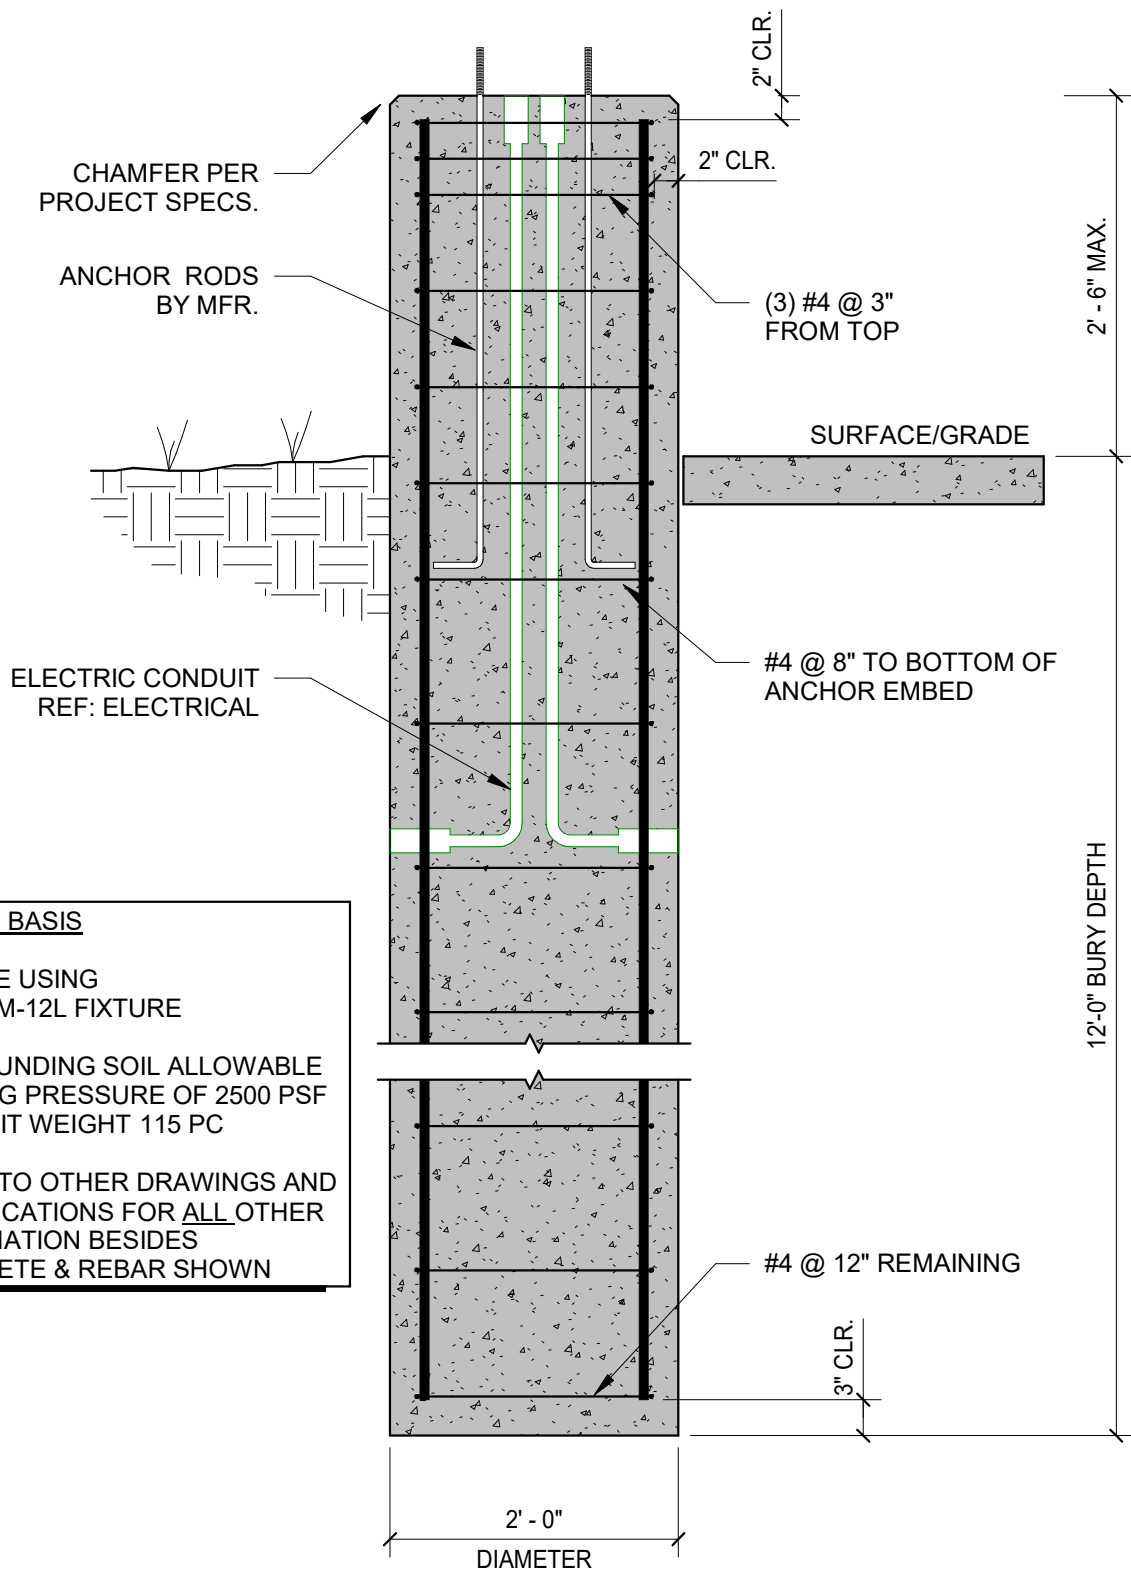 2" CLR.
CHAMFER PER
PROJECT SPECS.
2" CLR.
ANCHOR RODS
BY MFR.
(3) #4 @ 3"
FROM TOP
2' - 6" MAX.
SURFACE/GRADE
ELECTRIC CONDUIT
REF: ELECTRICAL
#4 @ 8" TO BOTTOM OF
ANCHOR EMBED
12'-0" BURY DEPTH
BASIS
E USING
M-12L FIXTURE
UNDING SOIL ALLOWABLE
G PRESSURE OF 2500 PSF
IT WEIGHT 115 PC
TO OTHER DRAWINGS AND
ICATIONS FOR ALL OTHER
MATION BESIDES
ETE & REBAR SHOWN
#4 @ 12" REMAINING
3" CLR.
2' - 0"
DIAMETER